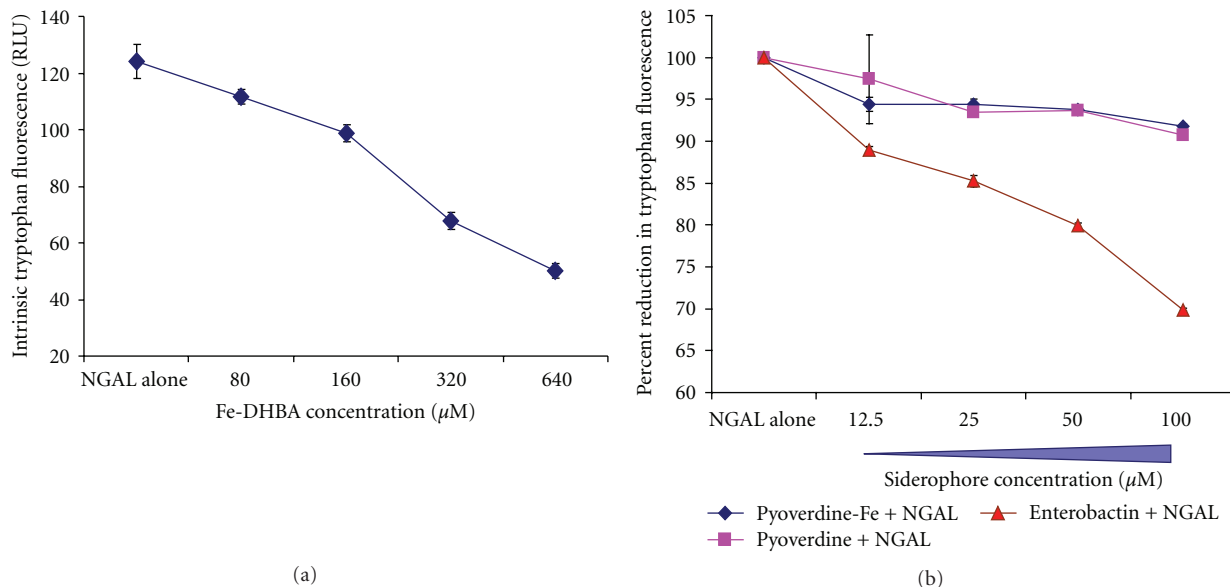 Intrinsic tryptophan fluorescence (RLU)
140
120
100
80
60
40
20
NGAL alone 80 160 320 640
Fe-DHBA concentration (µM)
(a)
Percent reduction in tryptophan fluorescence
105
100
95
90
85
80
75
70
65
60
NGAL alone 12.5 25 50 100
Siderophore concentration (µM)
Pyoverdine-Fe + NGAL Enterobactin + NGAL
Pyoverdine + NGAL
(b)